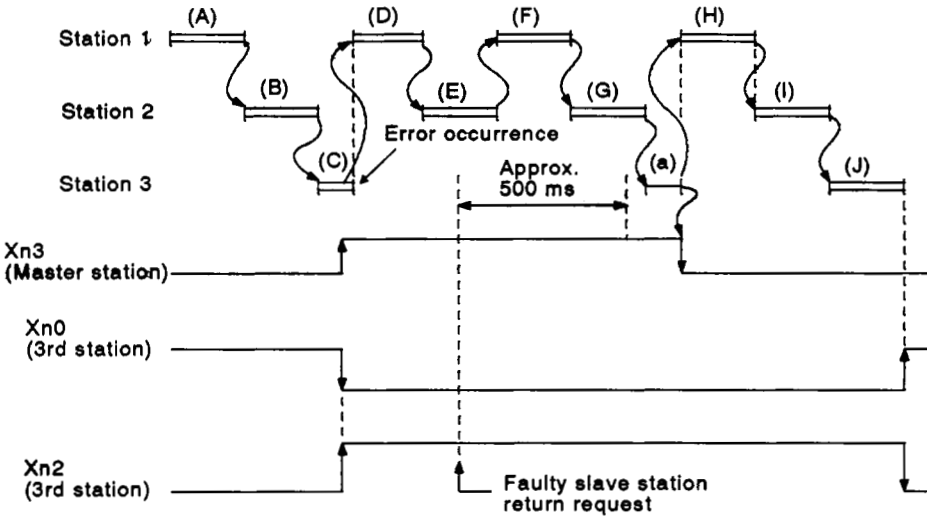 (A) (D) (F) (H)
Station 1
(B) (E) (G) (I)
Station 2
Error occurrence
(C) (a) (J)
Station 3
Approx.
500 ms
Xn3
(Master station)
Xn0
(3rd station)
Xn2
(3rd station)
Faulty slave station
return request